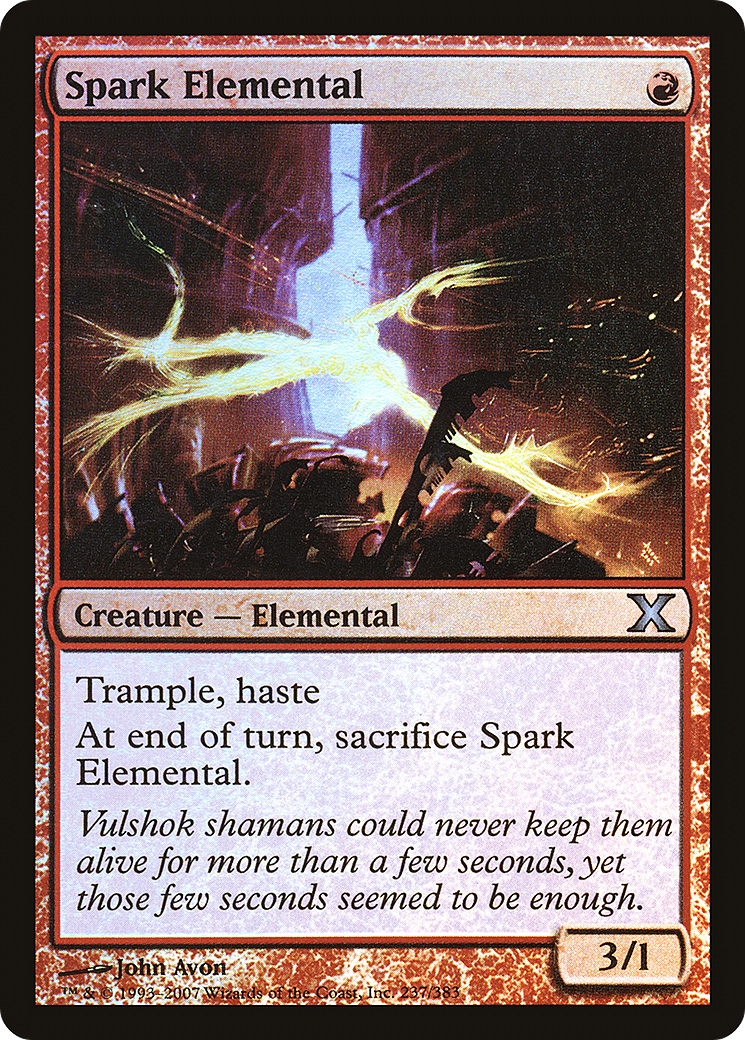 Spark Elemental
Creature — Elemental
X
Trample, haste
At end of turn, sacrifice Spark
Elemental.
Vulshok shamans could never keep them
alive for more than a few seconds, yet
those few seconds seemed to be enough.
3/1
John Avon
™ & © 1993–2007 Wizards of the Coast, Inc. 237/383